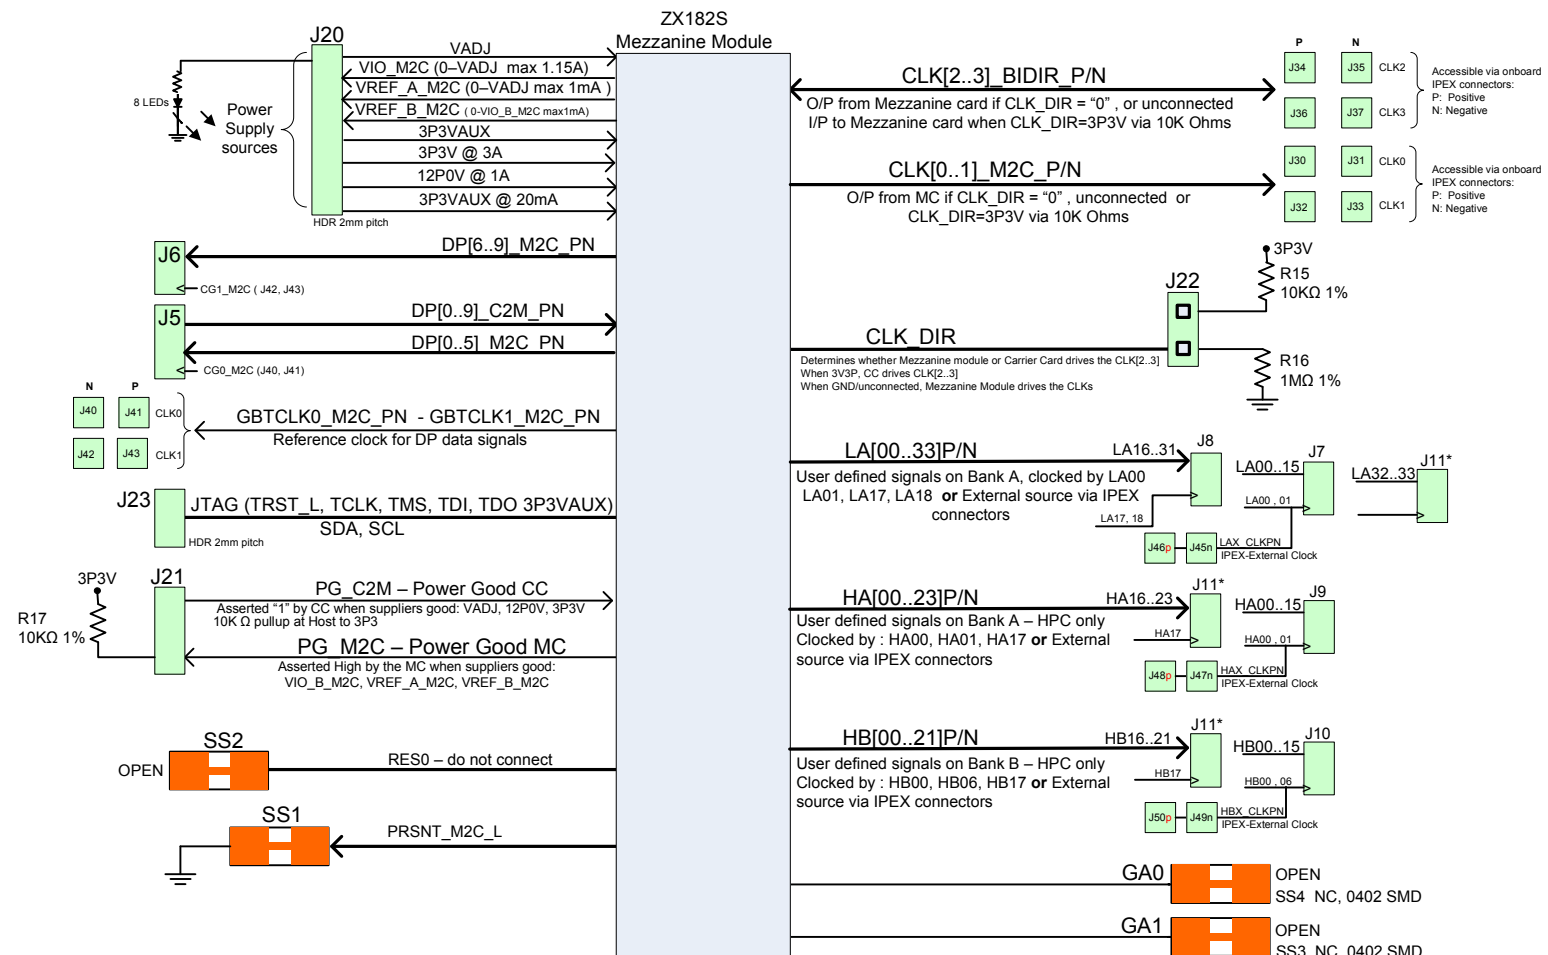 ZX182S
Mezzanine Module
J20
VADJ
VIO_M2C (0–VADJ max 1.15A)
VREF_A_M2C (0–VADJ max 1mA )
VREF_B_M2C ( 0-VIO_B_M2C max1mA)
3P3VAUX
3P3V @ 3A
12P0V @ 1A
3P3VAUX @ 20mA
HDR 2mm pitch
8 LEDs
Power
Supply
sources
J6
DP[6..9]_M2C_PN
CG1_M2C ( J42, J43)
J5
DP[0..9]_C2M_PN
DP[0..5]_M2C_PN
CG0_M2C (J40, J41)
N P
J40 J41 CLK0
J42 J43 CLK1
GBTCLK0_M2C_PN - GBTCLK1_M2C_PN
Reference clock for DP data signals
J23
JTAG (TRST_L, TCLK, TMS, TDI, TDO 3P3VAUX)
SDA, SCL
HDR 2mm pitch
3P3V
R17
10KΩ 1%
J21
PG_C2M – Power Good CC
Asserted “1” by CC when suppliers good: VADJ, 12P0V, 3P3V
10K Ω pullup at Host to 3P3
PG_M2C – Power Good MC
Asserted High by the MC when suppliers good:
VIO_B_M2C, VREF_A_M2C, VREF_B_M2C
SS2
OPEN
RES0 – do not connect
SS1
PRSNT_M2C_L
CLK[2..3]_BIDIR_P/N
O/P from Mezzanine card if CLK_DIR = “0” , or unconnected
I/P to Mezzanine card when CLK_DIR=3P3V via 10K Ohms
P N
J34 J35 CLK2
J36 J37 CLK3
Accessible via onboard
IPEX connectors:
P: Positive
N: Negative
CLK[0..1]_M2C_P/N
O/P from MC if CLK_DIR = “0” , unconnected or
CLK_DIR=3P3V via 10K Ohms
J30 J31 CLK0
J32 J33 CLK1
Accessible via onboard
IPEX connectors:
P: Positive
N: Negative
3P3V
R15
10KΩ 1%
J22
CLK_DIR
Determines whether Mezzanine module or Carrier Card drives the CLK[2..3]
When 3V3P, CC drives CLK[2..3]
When GND/unconnected, Mezzanine Module drives the CLKs
R16
1MΩ 1%
LA[00..33]P/N
User defined signals on Bank A, clocked by LA00
LA01, LA17, LA18 or External source via IPEX
connectors
LA16..31
J8
LA17, 18
LA00..15
J7
LA00 , 01
LA32..33
J11*
J46p J45n LAX_CLKPN
IPEX-External Clock
HA[00..23]P/N
User defined signals on Bank A – HPC only
Clocked by : HA00, HA01, HA17 or External
source via IPEX connectors
HA16..23
J11*
HA17
HA00..15
J9
HA00 , 01
J48p J47n HAX_CLKPN
IPEX-External Clock
HB[00..21]P/N
User defined signals on Bank B – HPC only
Clocked by : HB00, HB06, HB17 or External
source via IPEX connectors
HB16..21
J11*
HB17
HB00..15
J10
HB00 , 06
J50p J49n HBX_CLKPN
IPEX-External Clock
GA0
OPEN
SS4 NC, 0402 SMD
GA1
OPEN
SS3 NC, 0402 SMD